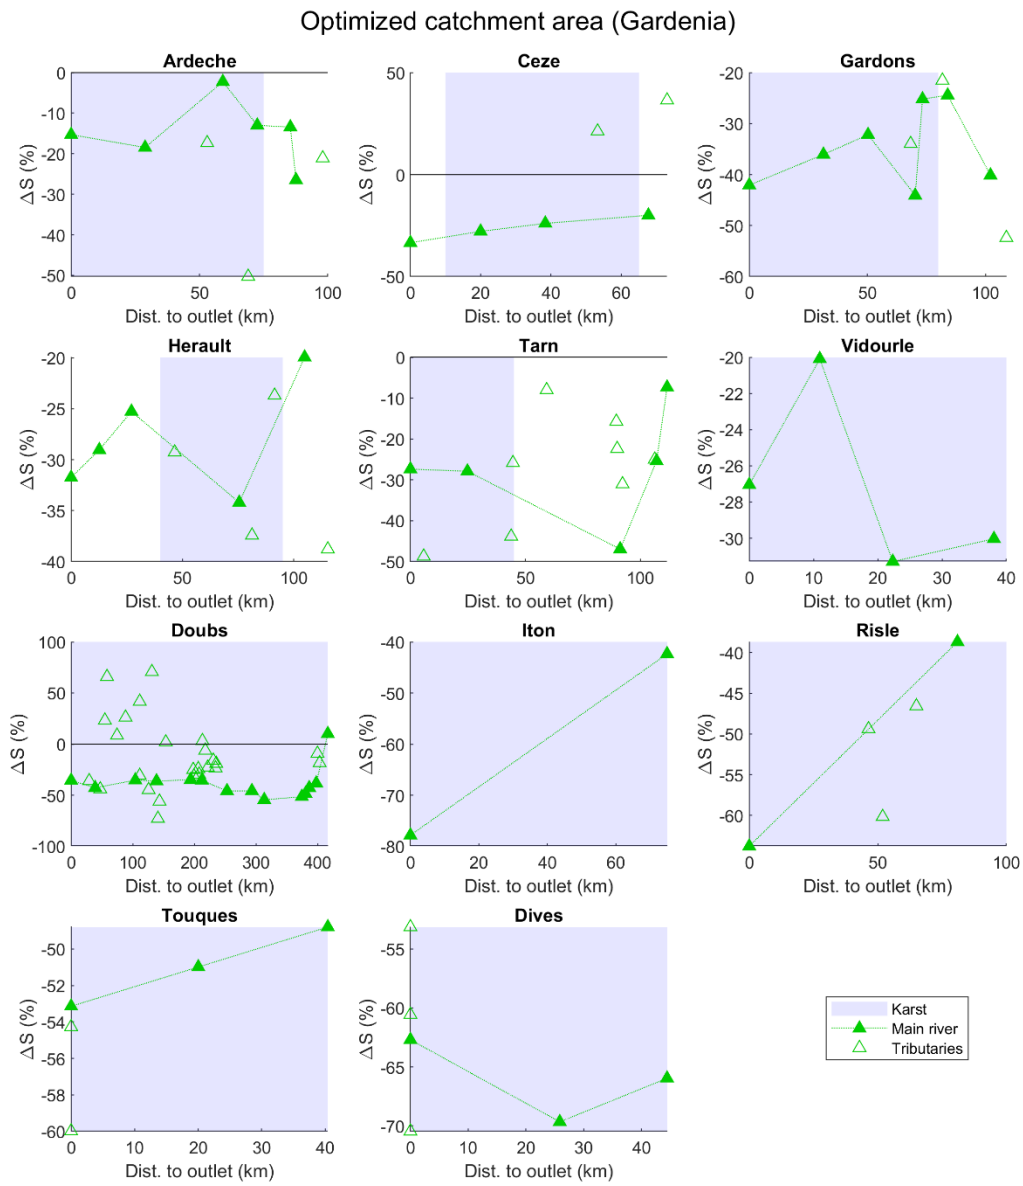 Optimized catchment area (Gardenia)
Ardeche
ΔS (%)
0
-10
-20
-30
-40
-50
0 50 100
Dist. to outlet (km)
Ceze
ΔS (%)
50
0
-50
0 20 40 60
Dist. to outlet (km)
Gardons
ΔS (%)
-20
-30
-40
-50
-60
0 50 100
Dist. to outlet (km)
Herault
ΔS (%)
-20
-25
-30
-35
-40
0 50 100
Dist. to outlet (km)
Tarn
ΔS (%)
0
-10
-20
-30
-40
-50
0 50 100
Dist. to outlet (km)
Vidourle
ΔS (%)
-20
-22
-24
-26
-28
-30
0 10 20 30 40
Dist. to outlet (km)
Doubs
ΔS (%)
100
50
0
-50
-100
0 100 200 300 400
Dist. to outlet (km)
Iton
ΔS (%)
-40
-50
-60
-70
-80
0 20 40 60
Dist. to outlet (km)
Risle
ΔS (%)
-40
-45
-50
-55
-60
0 50 100
Dist. to outlet (km)
Touques
ΔS (%)
-50
-52
-54
-56
-58
-60
0 20 40
Dist. to outlet (km)
Dives
ΔS (%)
-55
-60
-65
-70
0 10 20 30 40
Dist. to outlet (km)
Karst
Main river
Tributaries